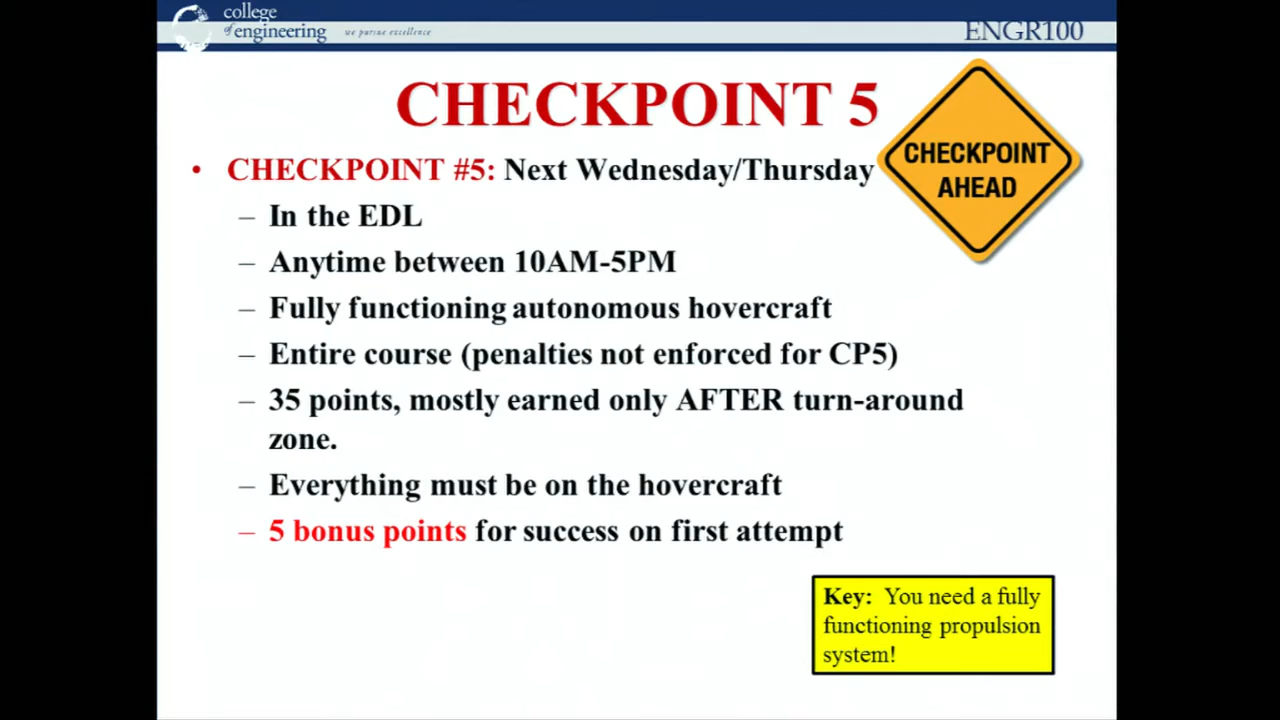 college
of engineering
we pursue excellence
ENGR100
CHECKPOINT 5
CHECKPOINT
AHEAD
• CHECKPOINT #5: Next Wednesday/Thursday
– In the EDL
– Anytime between 10AM-5PM
– Fully functioning autonomous hovercraft
– Entire course (penalties not enforced for CP5)
– 35 points, mostly earned only AFTER turn-around
zone.
– Everything must be on the hovercraft
– 5 bonus points for success on first attempt
Key: You need a fully
functioning propulsion
system!